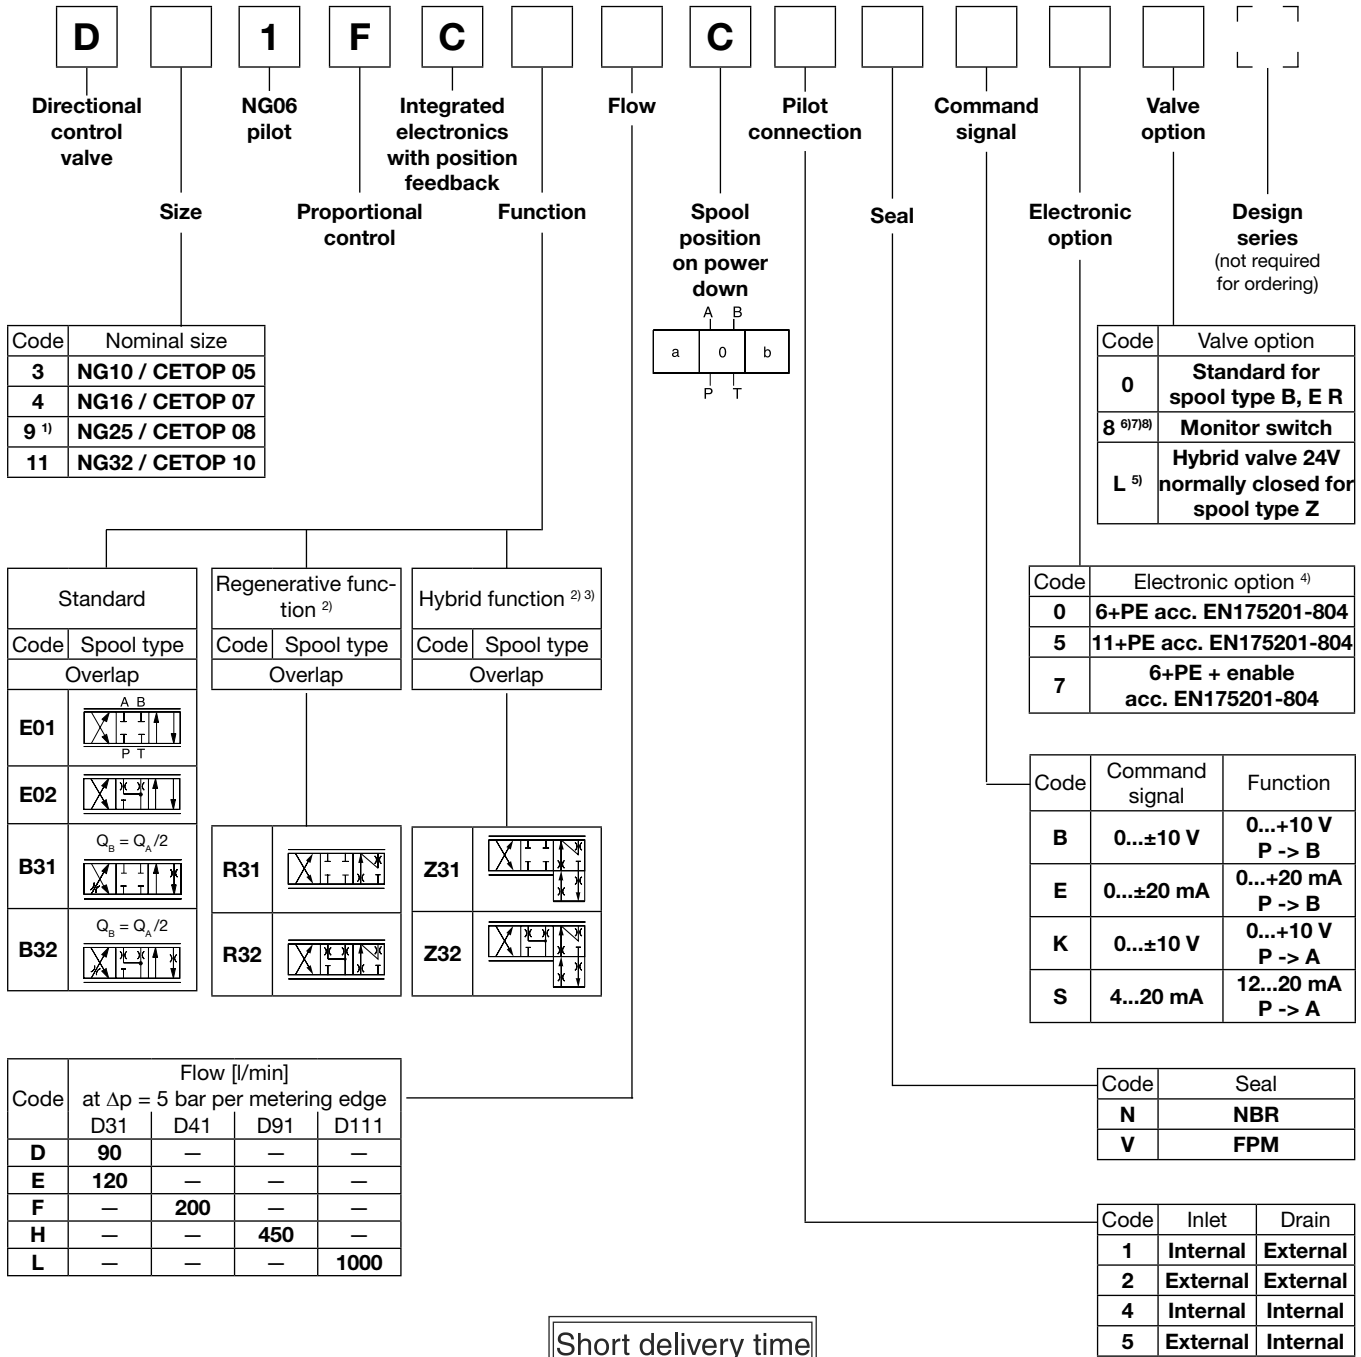 D 1 F C C
Directional control valve
NG06 pilot
Integrated electronics with position feedback
Flow
Pilot connection
Command signal
Valve option
Size
Proportional control
Function
Spool position on power down
Seal
Electronic option
Design series
(not required for ordering)
A B
a 0 b
P T
Code Nominal size
3 NG10 / CETOP 05
4 NG16 / CETOP 07
9 1) NG25 / CETOP 08
11 NG32 / CETOP 10
Code Valve option
0 Standard for spool type B, E R
8 6)7)8) Monitor switch
L 5) Hybrid valve 24V normally closed for spool type Z
Standard
Code Spool type
Overlap
E01
A B
P T
E02
B31 QB = QA/2
B32 QB = QA/2
Regenerative func-
tion 2)
Code Spool type
Overlap
R31
R32
Hybrid function 2) 3)
Code Spool type
Overlap
Z31
Z32
Code Electronic option 4)
0 6+PE acc. EN175201-804
5 11+PE acc. EN175201-804
7 6+PE + enable acc. EN175201-804
Code Command signal Function
B 0...±10 V 0...+10 V P -> B
E 0...±20 mA 0...+20 mA P -> B
K 0...±10 V 0...+10 V P -> A
S 4...20 mA 12...20 mA P -> A
Code Flow [l/min]
at Δp = 5 bar per metering edge
D31 D41 D91 D111
D 90 — — —
E 120 — — —
F — 200 — —
H — — 450 —
L — — — 1000
Code Seal
N NBR
V FPM
Code Inlet Drain
1 Internal External
2 External External
4 Internal Internal
5 External Internal
Short delivery time